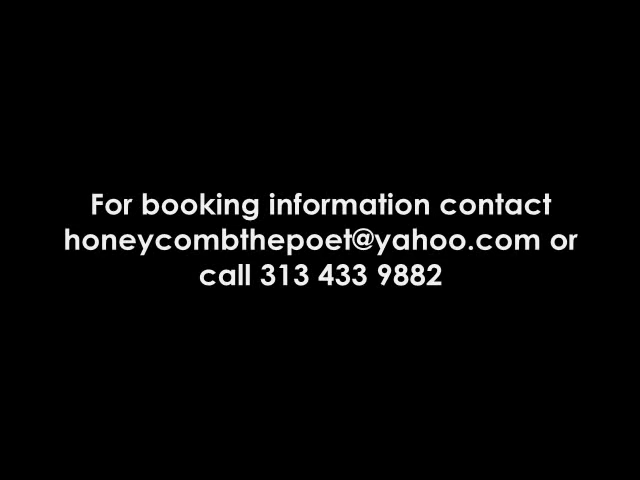 For booking information contact
honeycombthepoet@yahoo.com or
call 313 433 9882